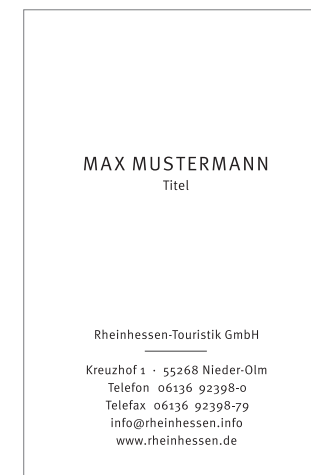 MAX MUSTERMANN
Titel
Rheinhessen-Touristik GmbH
Kreuzhof 1 · 55268 Nieder-Olm
Telefon 06136 92398-0
Telefax 06136 92398-79
info@rheinhessen.info
www.rheinhessen.de